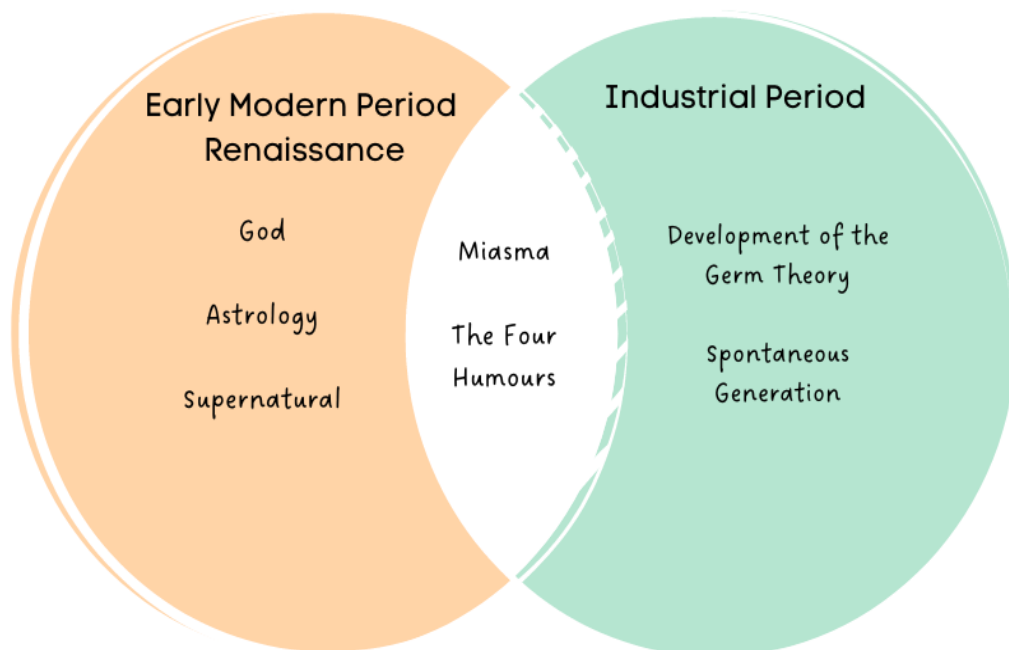 Early Modern Period
Renaissance
God
Astrology
Supernatural
Miasma
The Four
Humours
Industrial Period
Development of the
Germ Theory
Spontaneous
Generation